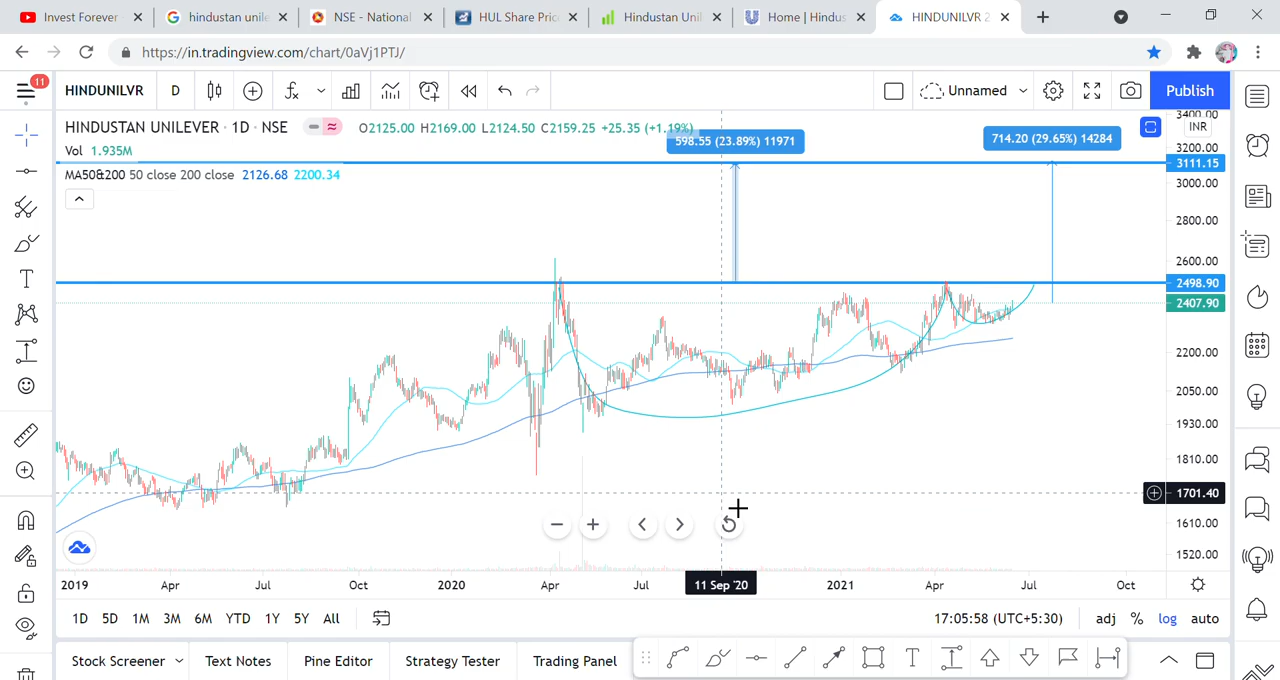 Invest Forever
hindustan unile
NSE - National
HUL Share Pric
Hindustan Unil
Home | Hindus
HINDUNILVR 2
https://in.tradingview.com/chart/0aVj1PTJ/
11
HINDUNILVR
D
Unnamed
Publish
HINDUSTAN UNILEVER · 1D · NSE
O2125.00 H2169.00 L2124.50 C2159.25 +25.35 (+1.19%)
Vol 1.935M
MA50&200 50 close 200 close 2126.68 2200.34
598.55 (23.89%) 11971
714.20 (29.65%) 14284
3400.00
INR
3200.00
3111.15
3000.00
2800.00
2600.00
2498.90
2407.90
2200.00
2050.00
1930.00
1810.00
1701.40
1610.00
1520.00
2019
Apr
Jul
Oct
2020
Apr
Jul
11 Sep '20
2021
Apr
Jul
Oct
1D 5D 1M 3M 6M YTD 1Y 5Y All
17:05:58 (UTC+5:30)
adj % log auto
Stock Screener
Text Notes
Pine Editor
Strategy Tester
Trading Panel